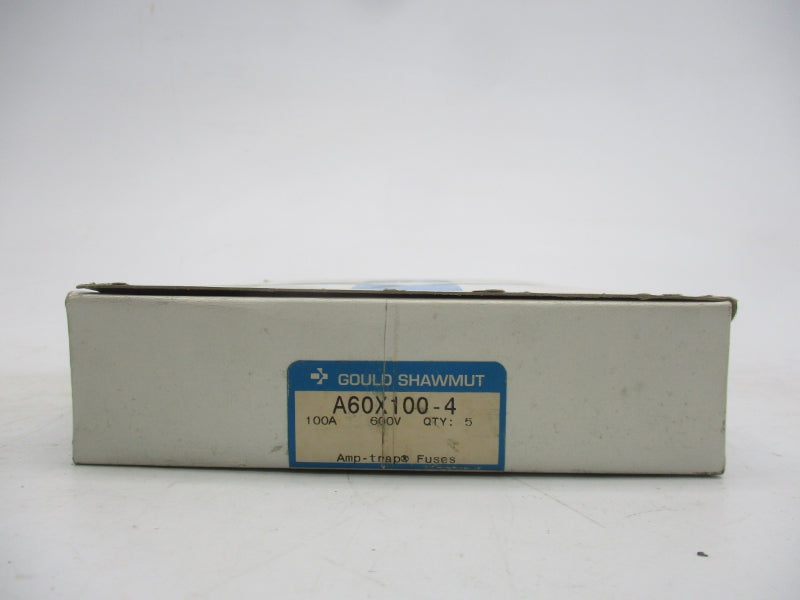 GOULD SHAWMUT
A60X100-4
100A 600V QTY: 5
Amp-trap® Fuses